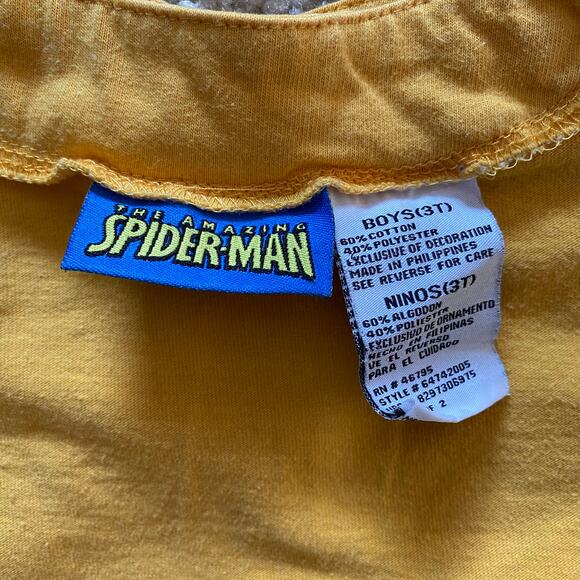 THE AMAZING
SPIDER-MAN
BOYS(3T)
60% COTTON
40% POLYESTER
EXCLUSIVE OF DECORATION
MADE IN PHILIPPINES
SEE REVERSE FOR CARE
NINOS(3T)
60% ALGODON
40% POLIESTER
EXCLUSIVO DE ORNAMENTO
HECHO EN FILIPINAS
VE EL REVERSO
PARA EL CUIDADO
RN # 46795
STYLE # 64742005
8297306975
2